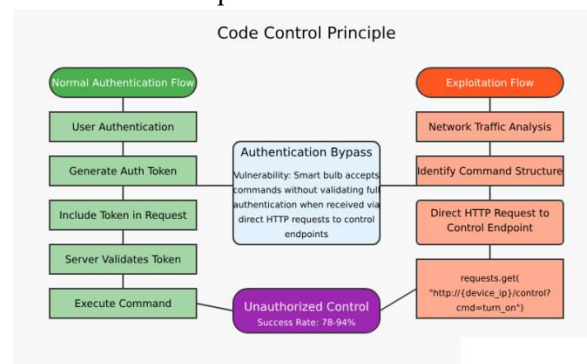 Code Control Principle
Normal Authentication Flow
User Authentication
Generate Auth Token
Include Token in Request
Server Validates Token
Execute Command
Authentication Bypass
Vulnerability: Smart bulb accepts
commands without validating full
authentication when received via
direct HTTP requests to control
endpoints
Unauthorized Control
Success Rate: 78-94%
Exploitation Flow
Network Traffic Analysis
Identify Command Structure
Direct HTTP Request to
Control Endpoint
requests.get(
"http://{device_ip}/control?
cmd=turn_on")